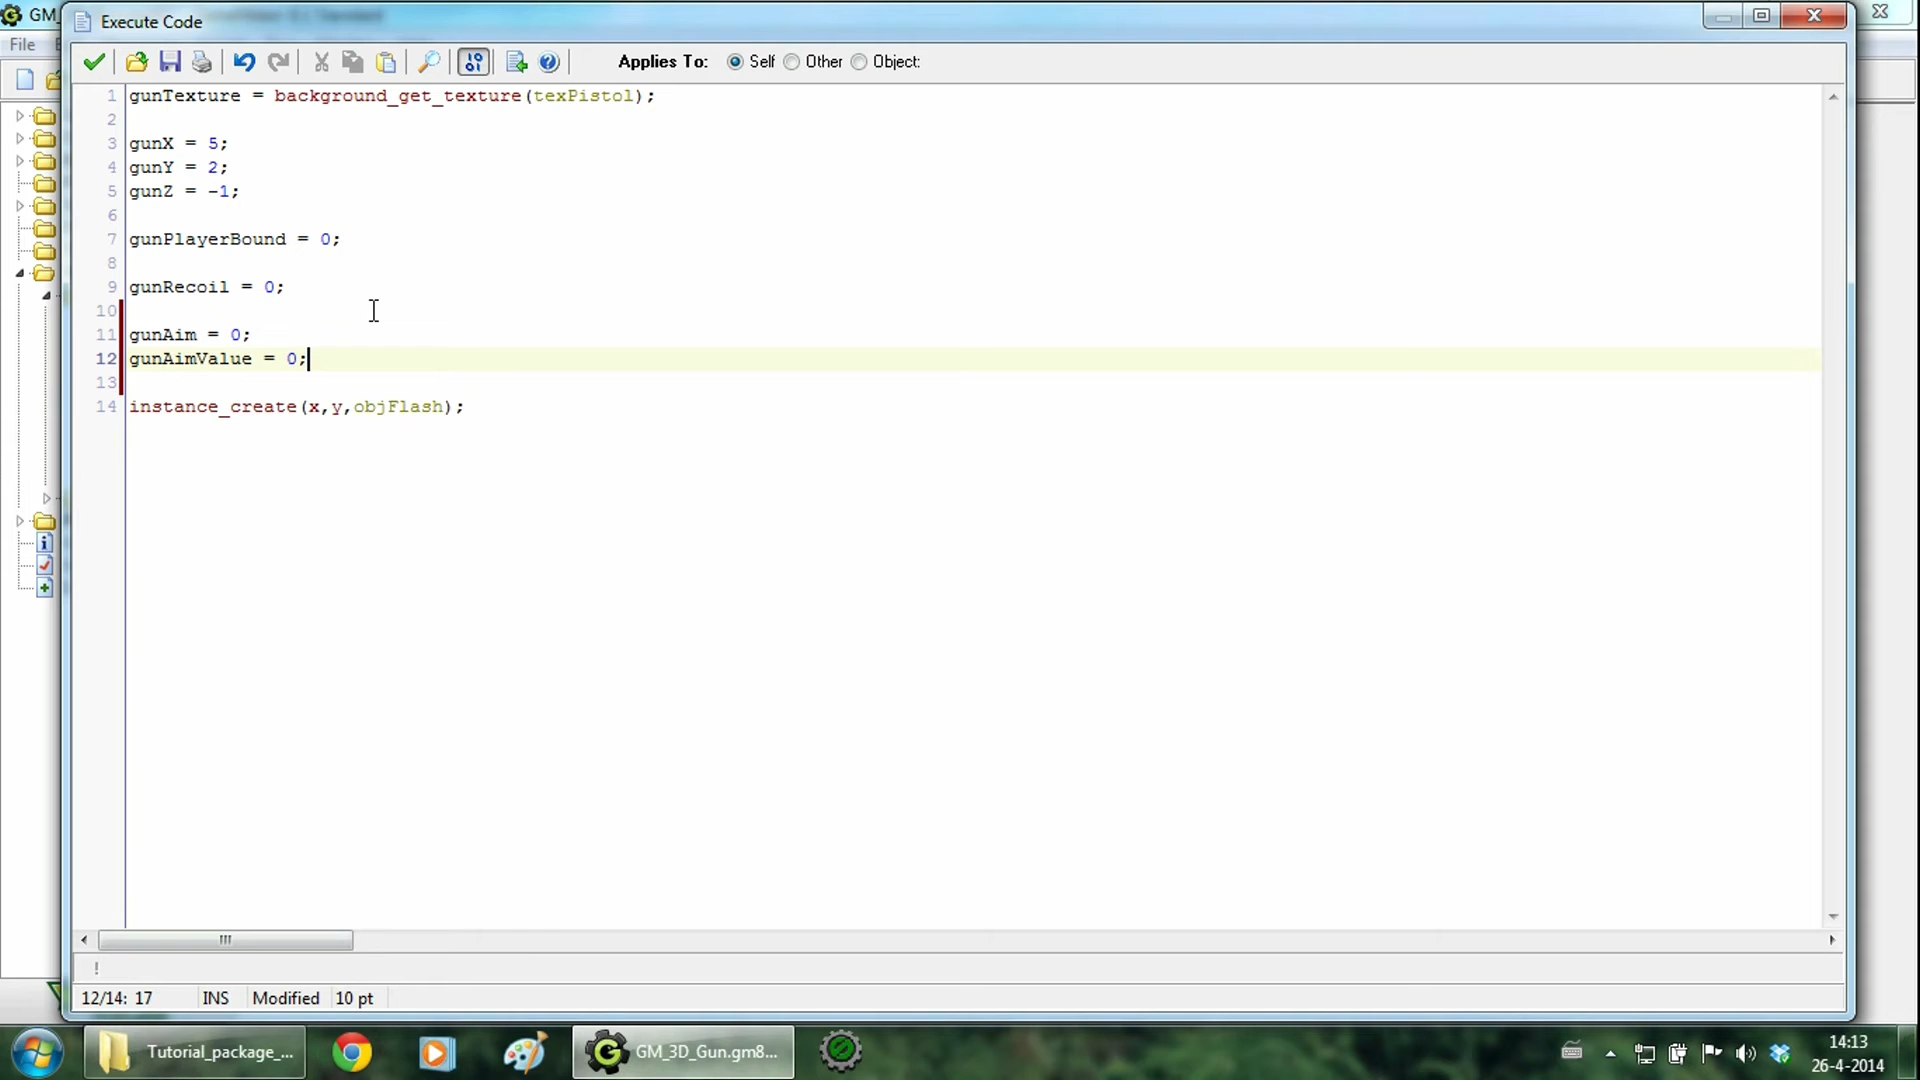 GM_
Execute Code
File
Applies To: Self Other Object:
1 gunTexture = background_get_texture(texPistol);
2
3 gunX = 5;
4 gunY = 2;
5 gunZ = -1;
6
7 gunPlayerBound = 0;
8
9 gunRecoil = 0;
10
11 gunAim = 0;
12 gunAimValue = 0;
13
14 instance_create(x,y,objFlash);
!
12/14: 17 INS Modified 10 pt
Tutorial_package_... GM_3D_Gun.gm8... 14:13
26-4-2014